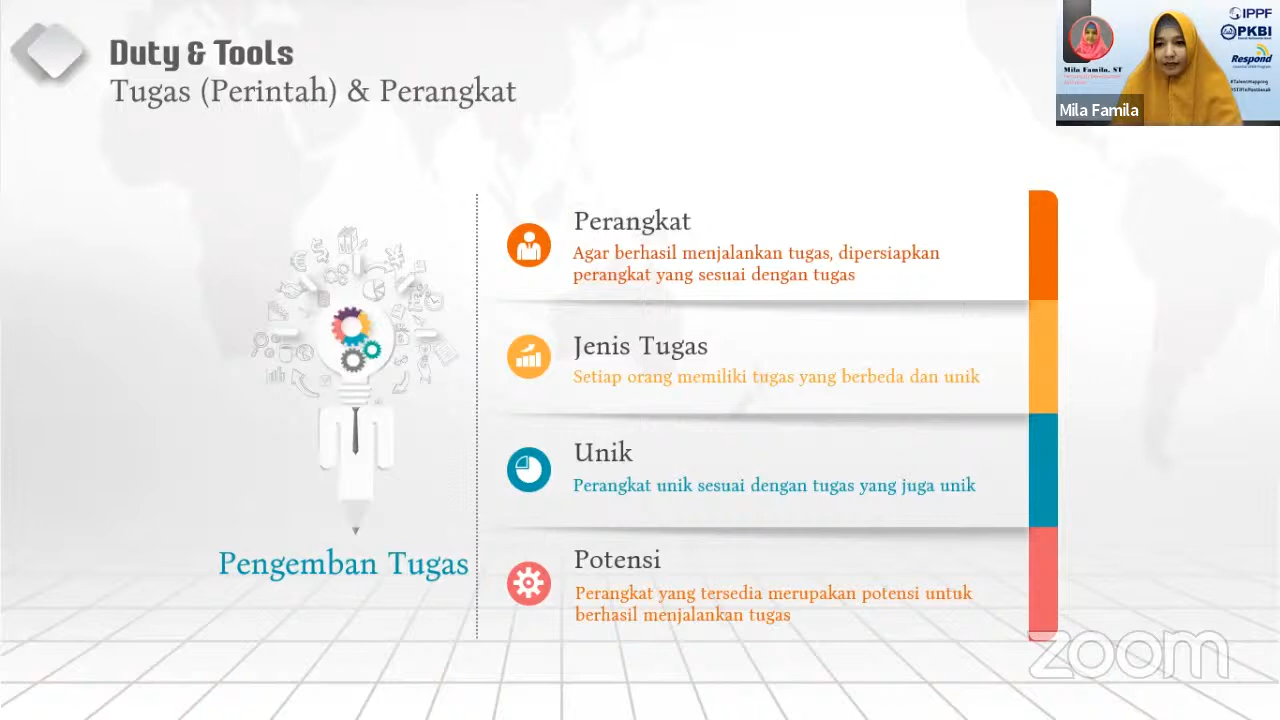 Duty & Tools
Tugas (Perintah) & Perangkat
Perangkat
Agar berhasil menjalankan tugas, dipersiapkan
perangkat yang sesuai dengan tugas
Jenis Tugas
Setiap orang memiliki tugas yang berbeda dan unik
Unik
Perangkat unik sesuai dengan tugas yang juga unik
Potensi
Perangkat yang tersedia merupakan potensi untuk
berhasil menjalankan tugas
Pengemban Tugas
IPPF
PKBI
Respond
Mila Famila, ST
#TalentMapping
Mila Famila
zoom